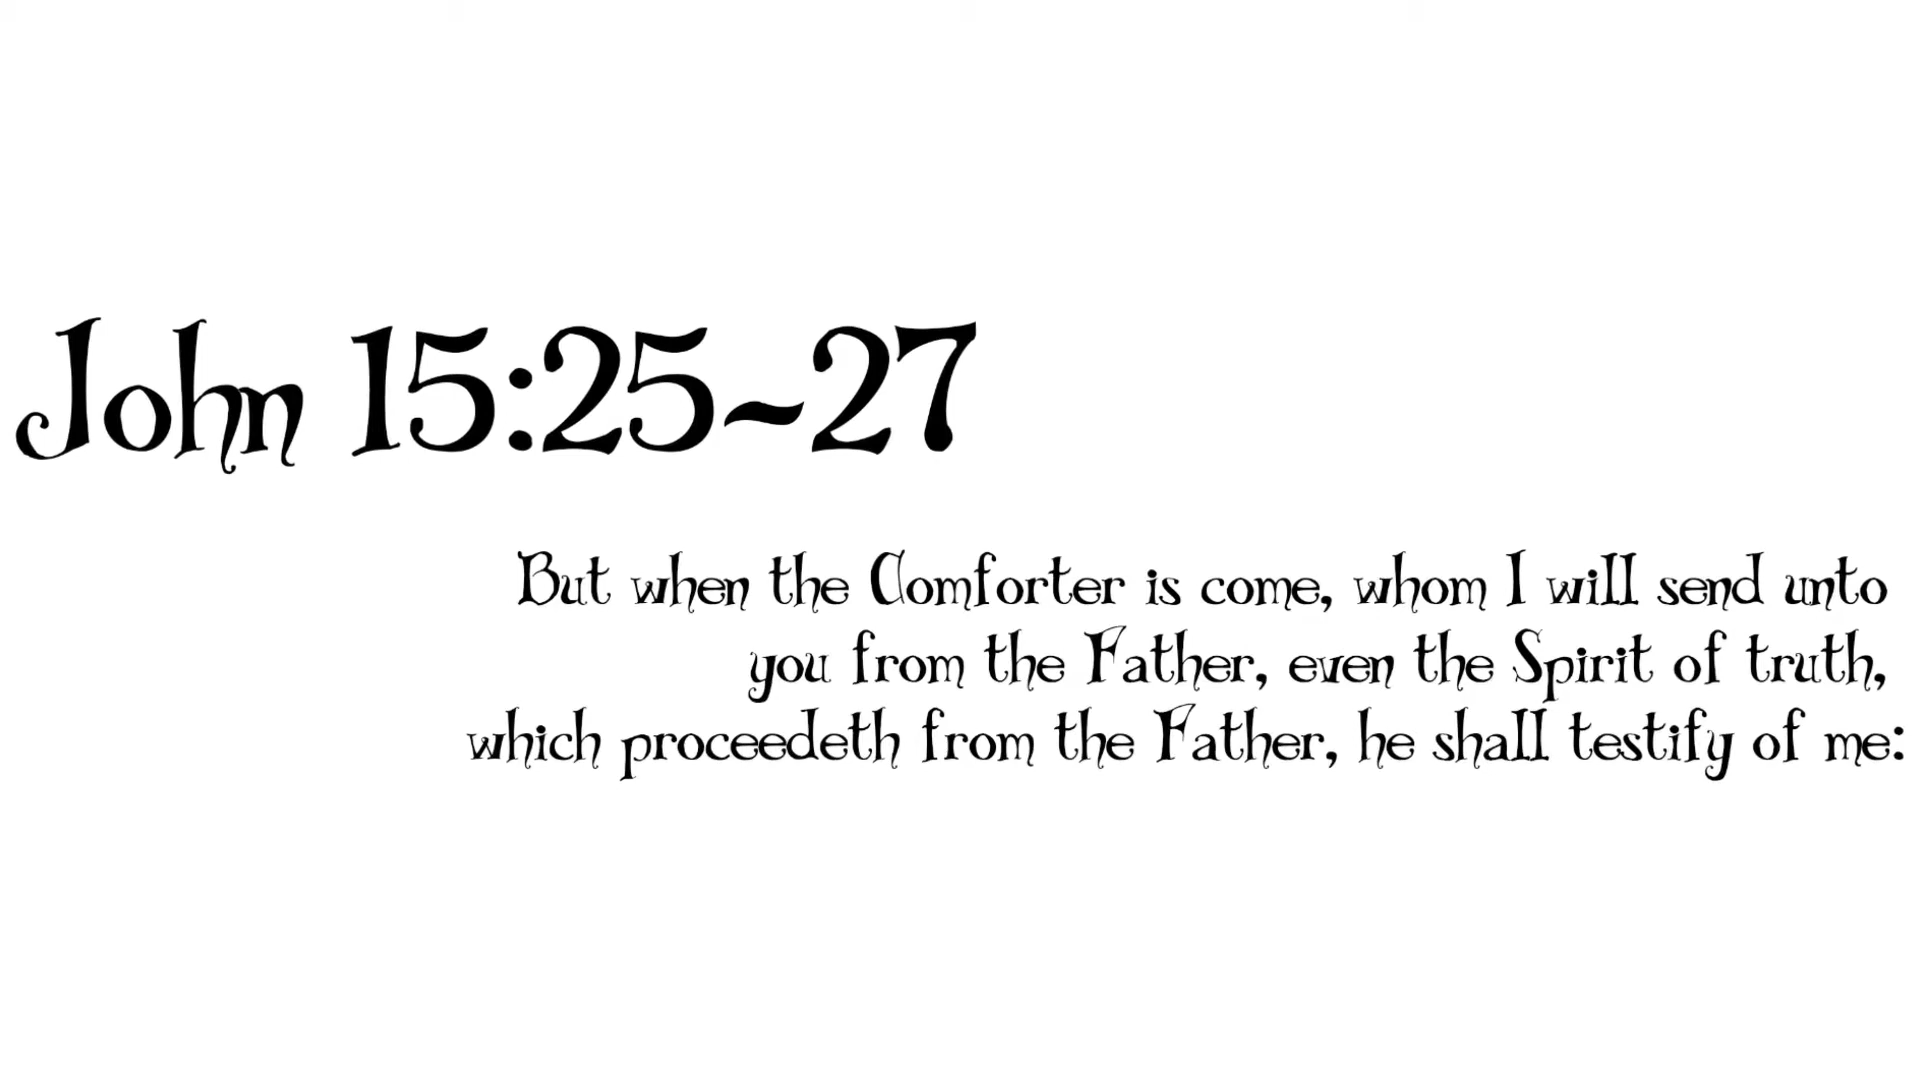 John 15:25~27
But when the Comforter is come, whom I will send unto
you from the Father, even the Spirit of truth,
which proceedeth from the Father, he shall testify of me: